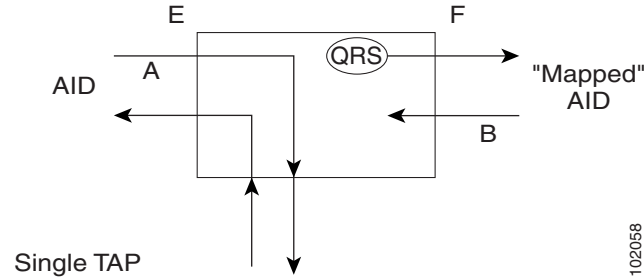 E
F
QRS
A
AID
"Mapped"
AID
B
Single TAP
102058